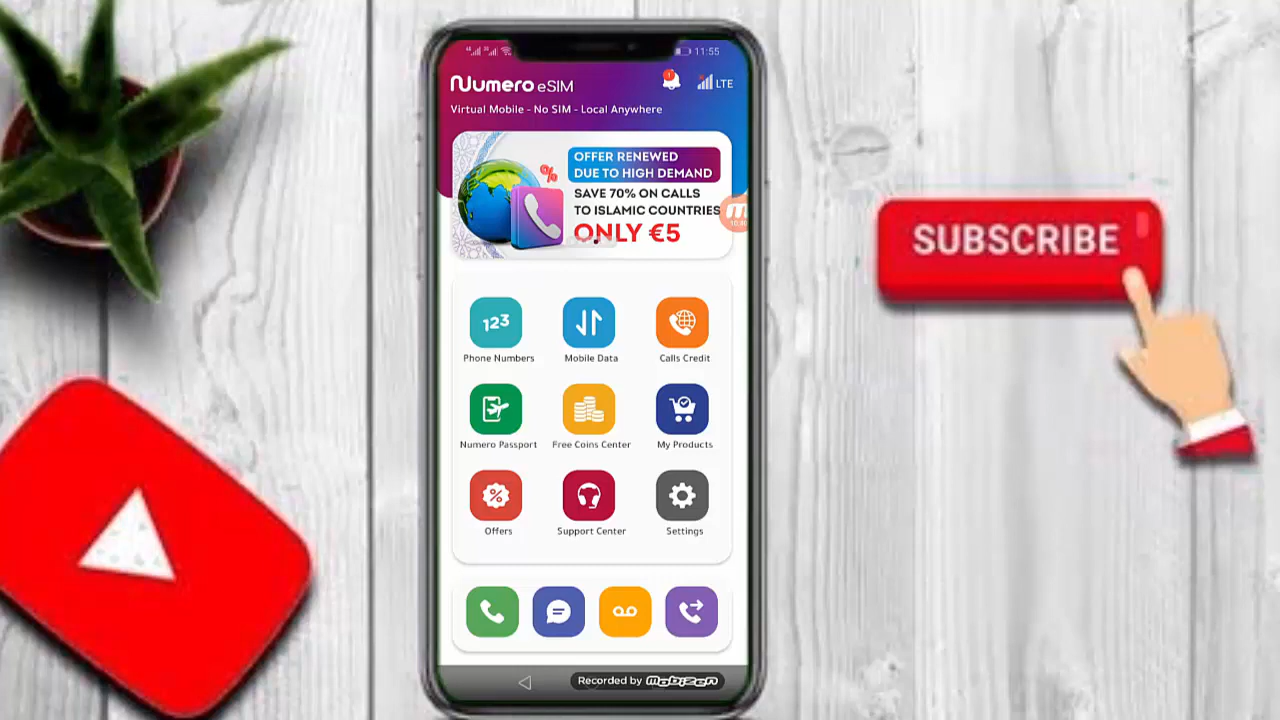 11:55
Numero eSIM
LTE
Virtual Mobile - No SIM - Local Anywhere
OFFER RENEWED
DUE TO HIGH DEMAND
SAVE 70% ON CALLS
TO ISLAMIC COUNTRIES
ONLY €5
SUBSCRIBE
123
Phone Numbers
Mobile Data
Calls Credit
Numero Passport
Free Coins Center
My Products
Offers
Support Center
Settings
Recorded by mobizen